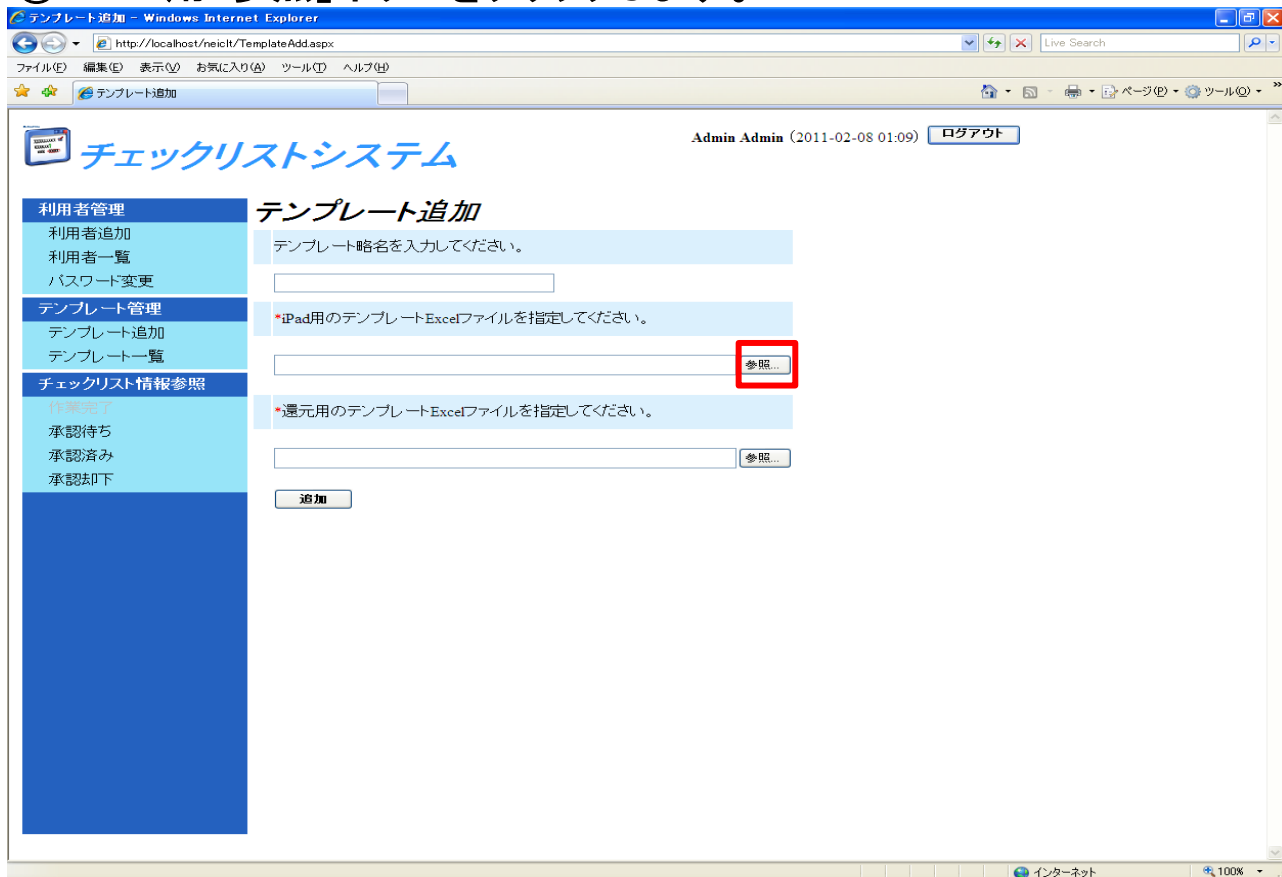 テンプレート追加 - Windows Internet Explorer
http://localhost/neiclt/TemplateAdd.aspx
Live Search
ファイル(F) 編集(E) 表示(V) お気に入り(A) ツール(T) ヘルプ(H)
テンプレート追加
ページ(P) ツール(O) »
チェックリストシステム
Admin Admin (2011-02-08 01:09) ログアウト
利用者管理
利用者追加
利用者一覧
パスワード変更
テンプレート管理
テンプレート追加
テンプレート一覧
チェックリスト情報参照
作業完了
承認待ち
承認済み
承認却下
テンプレート追加
テンプレート略名を入力してください。
*iPad用のテンプレートExcelファイルを指定してください。
参照...
*還元用のテンプレートExcelファイルを指定してください。
参照...
追加
インターネット 100%